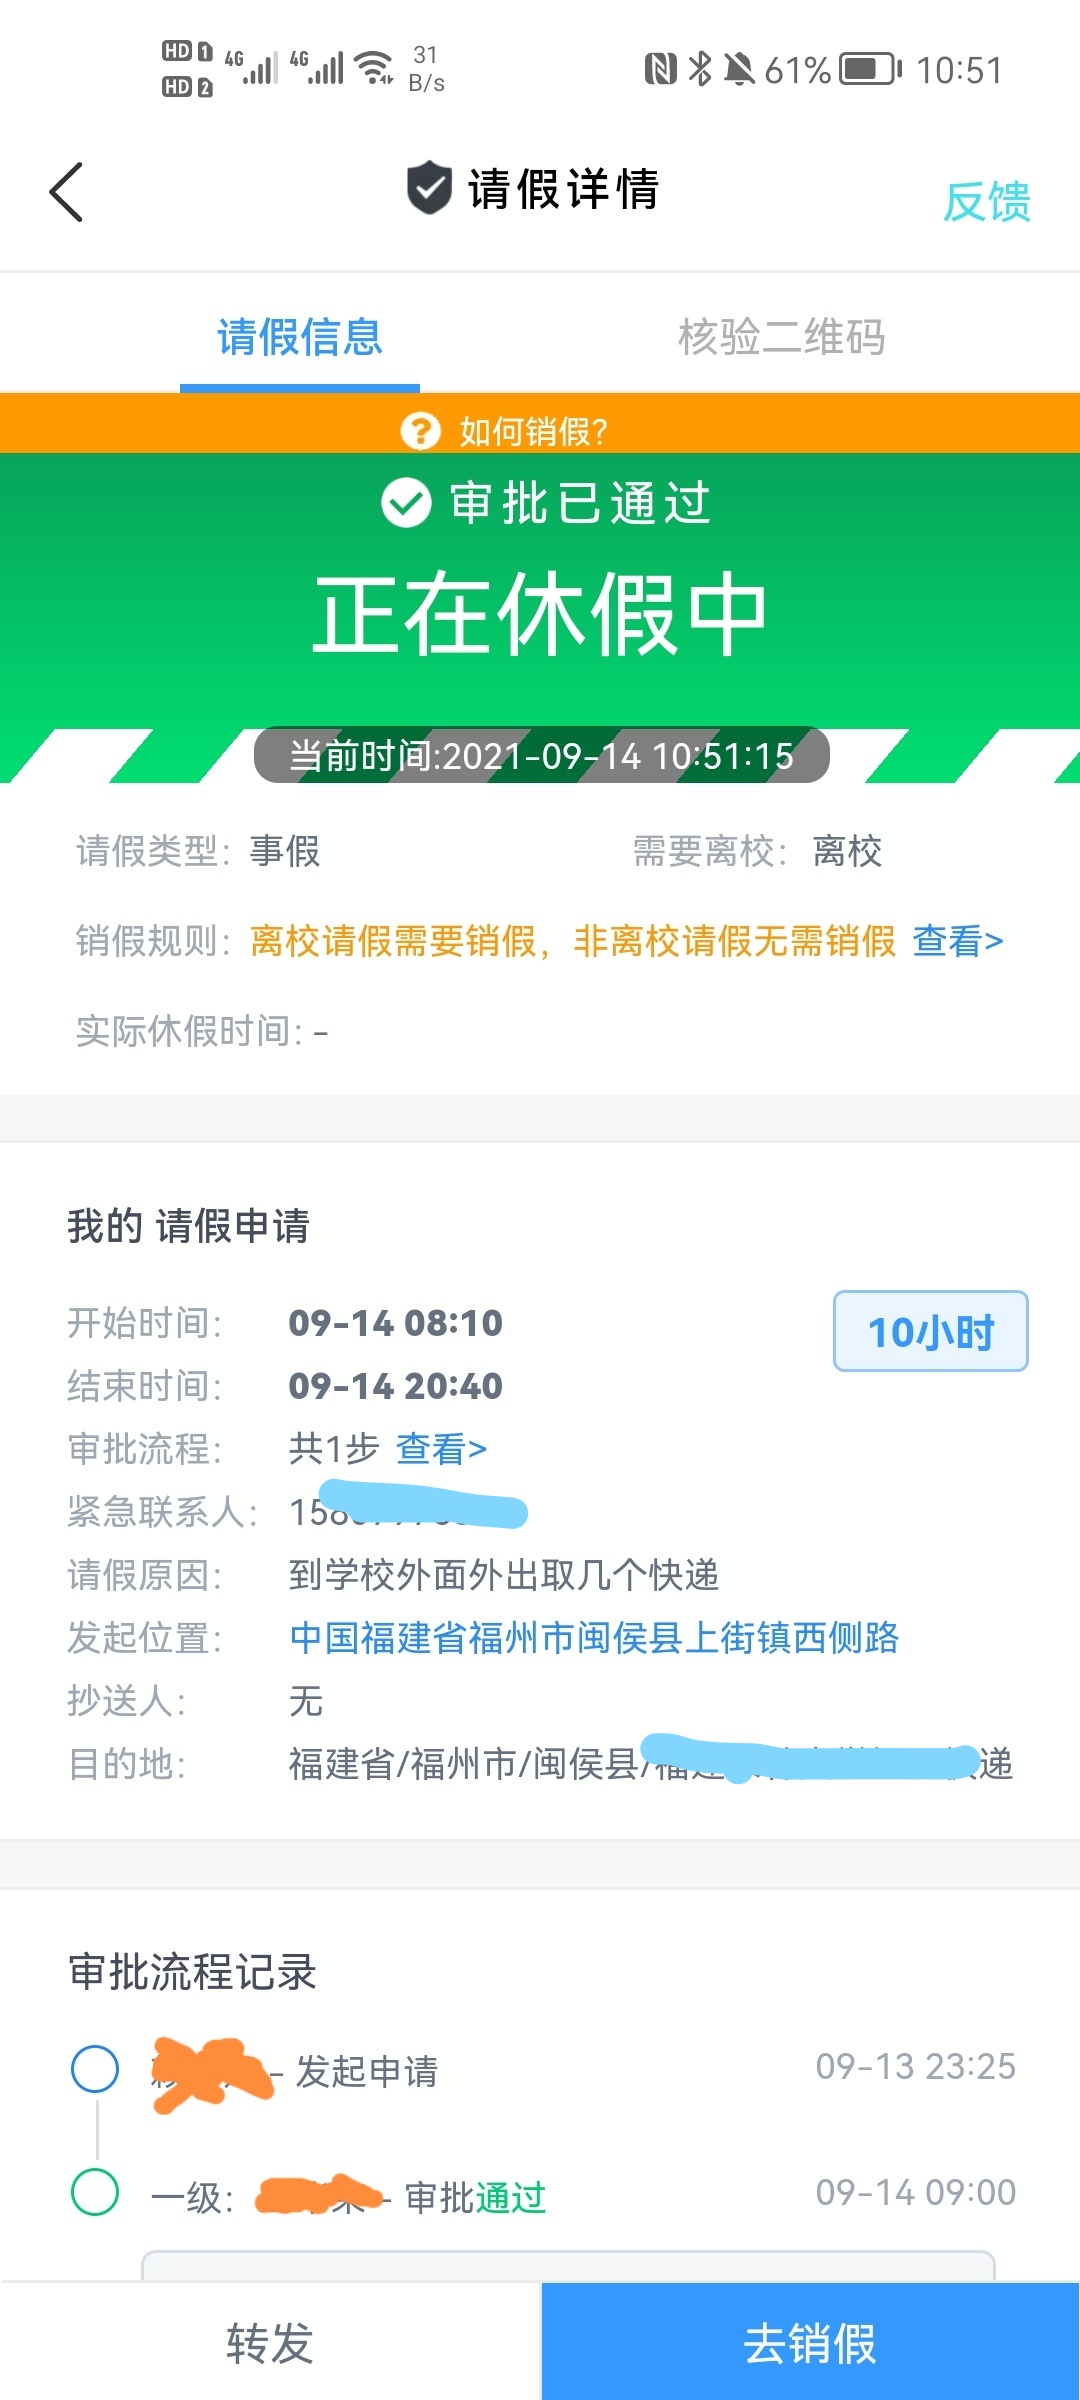 HD 1 4G 4G 31
HD 2 B/s 61% 10:51
请假详情 反馈
请假信息 核验二维码
如何销假?
审批已通过
正在休假中
当前时间:2021-09-14 10:51:15
请假类型: 事假 需要离校: 离校
销假规则: 离校请假需要销假, 非离校请假无需销假 查看>
实际休假时间: -
我的 请假申请
开始时间: 09-14 08:10 10小时
结束时间: 09-14 20:40
审批流程: 共1步 查看>
紧急联系人: 158
请假原因: 到学校外面外出取几个快递
发起位置: 中国福建省福州市闽侯县上街镇西侧路
抄送人: 无
目的地: 福建省/福州市/闽侯县/ 递
审批流程记录
- 发起申请 09-13 23:25
一级: - 审批通过 09-14 09:00
转发 去销假